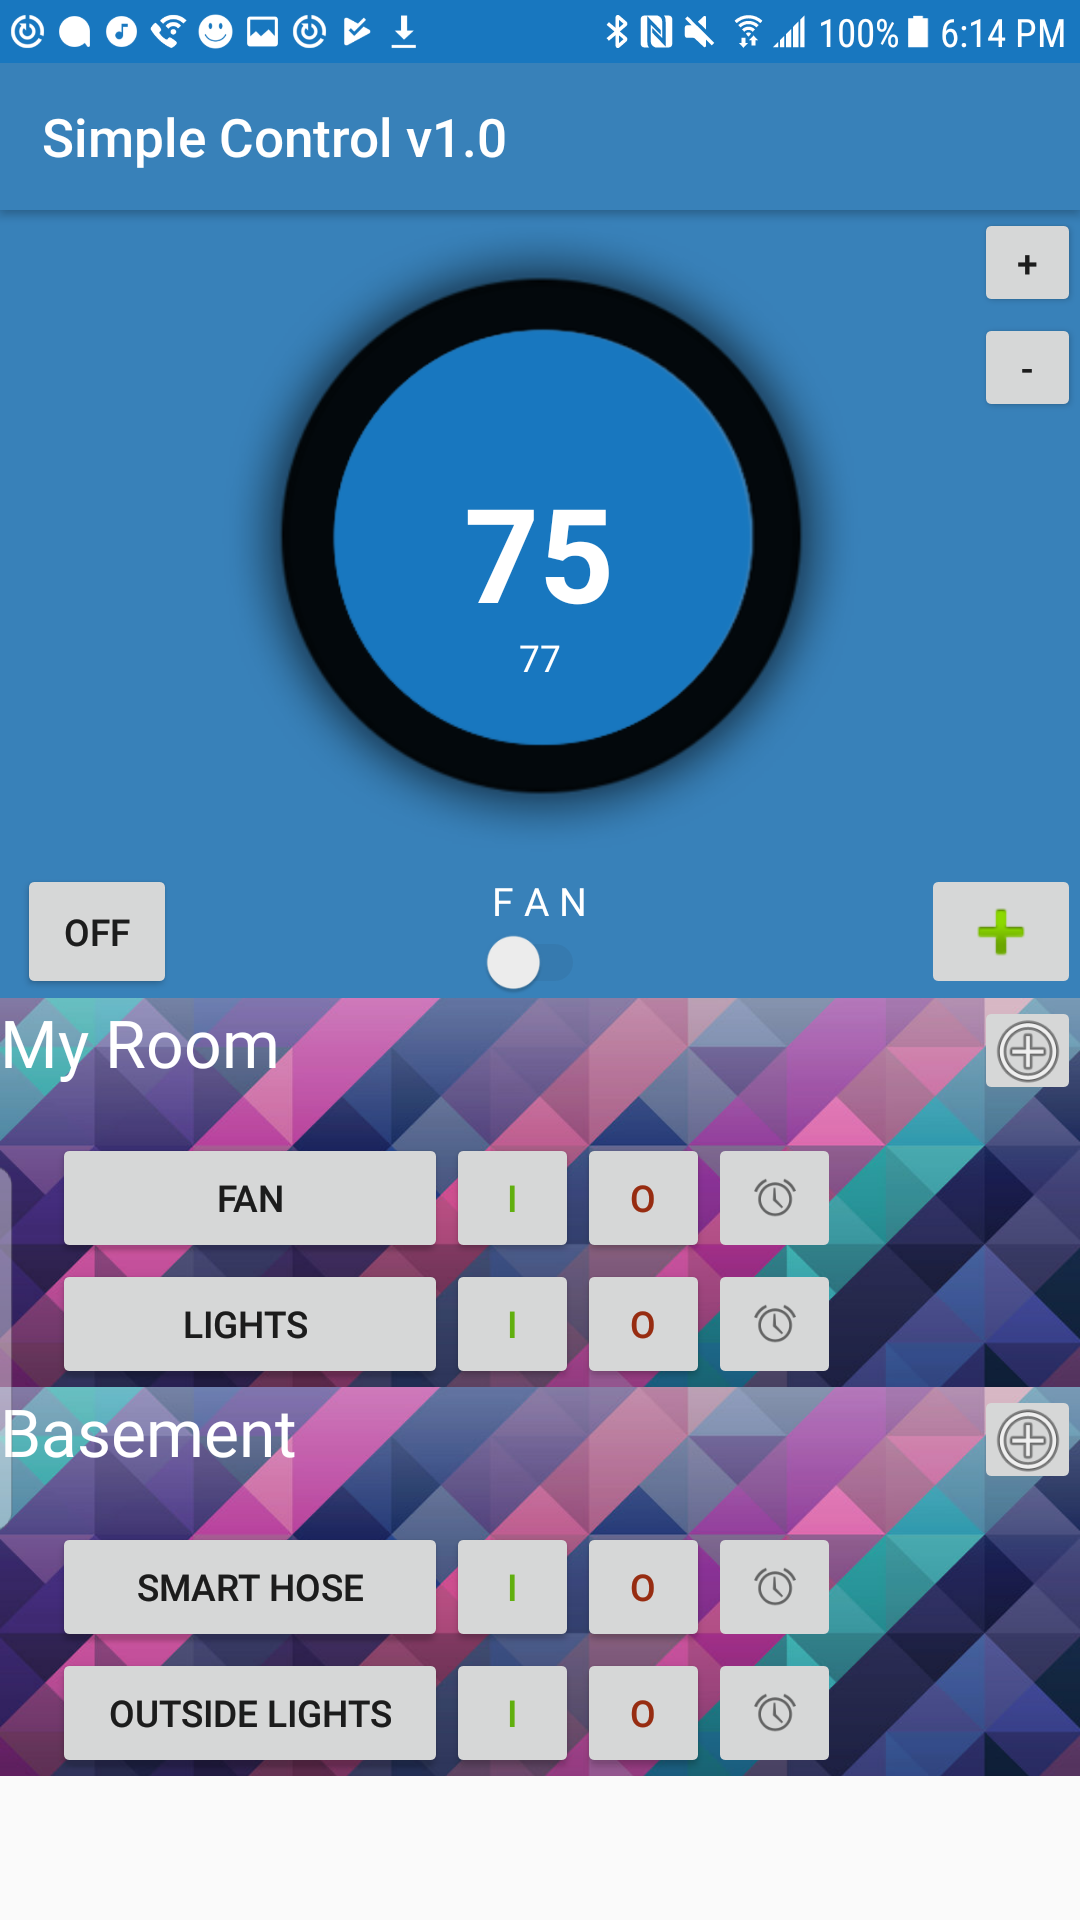 100% 6:14 PM
Simple Control v1.0
+
-
75
77
OFF
FAN
My Room
FAN I O
LIGHTS I O
Basement
SMART HOSE I O
OUTSIDE LIGHTS I O